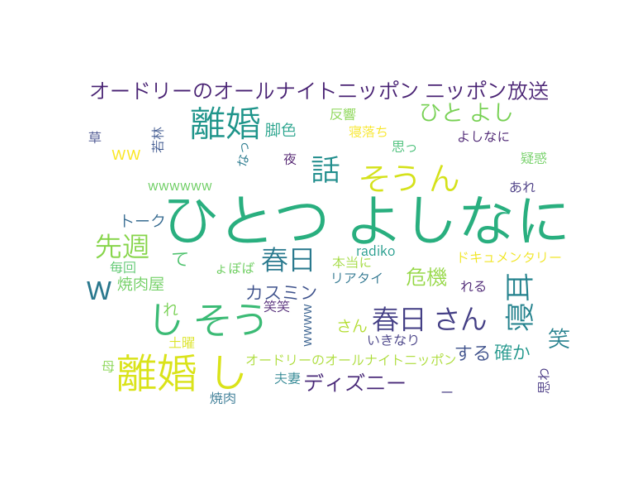 オードリーのオールナイトニッポン ニッポン放送
離婚
脚色
反響
ひと よし
草
ww
若林
なっ
夜
寝落ち
思っ
よしなに
疑惑
話
wwwwww
そう ん
あれ
トーク
ひとつ よしなに
先週
毎回
て
ょぼぼ
春日
radiko
本当に
リアタイ
ドキュメンタリー
危機
れる
寝耳
w
焼肉屋
カスミン
れ
笑笑
wwwww
し そう
さん
春日 さん
いきなり
する
確か
笑
土曜
母
離婚 し
オードリーのオールナイトニッポン
夫妻
ディズニー
焼肉
ー
思わ